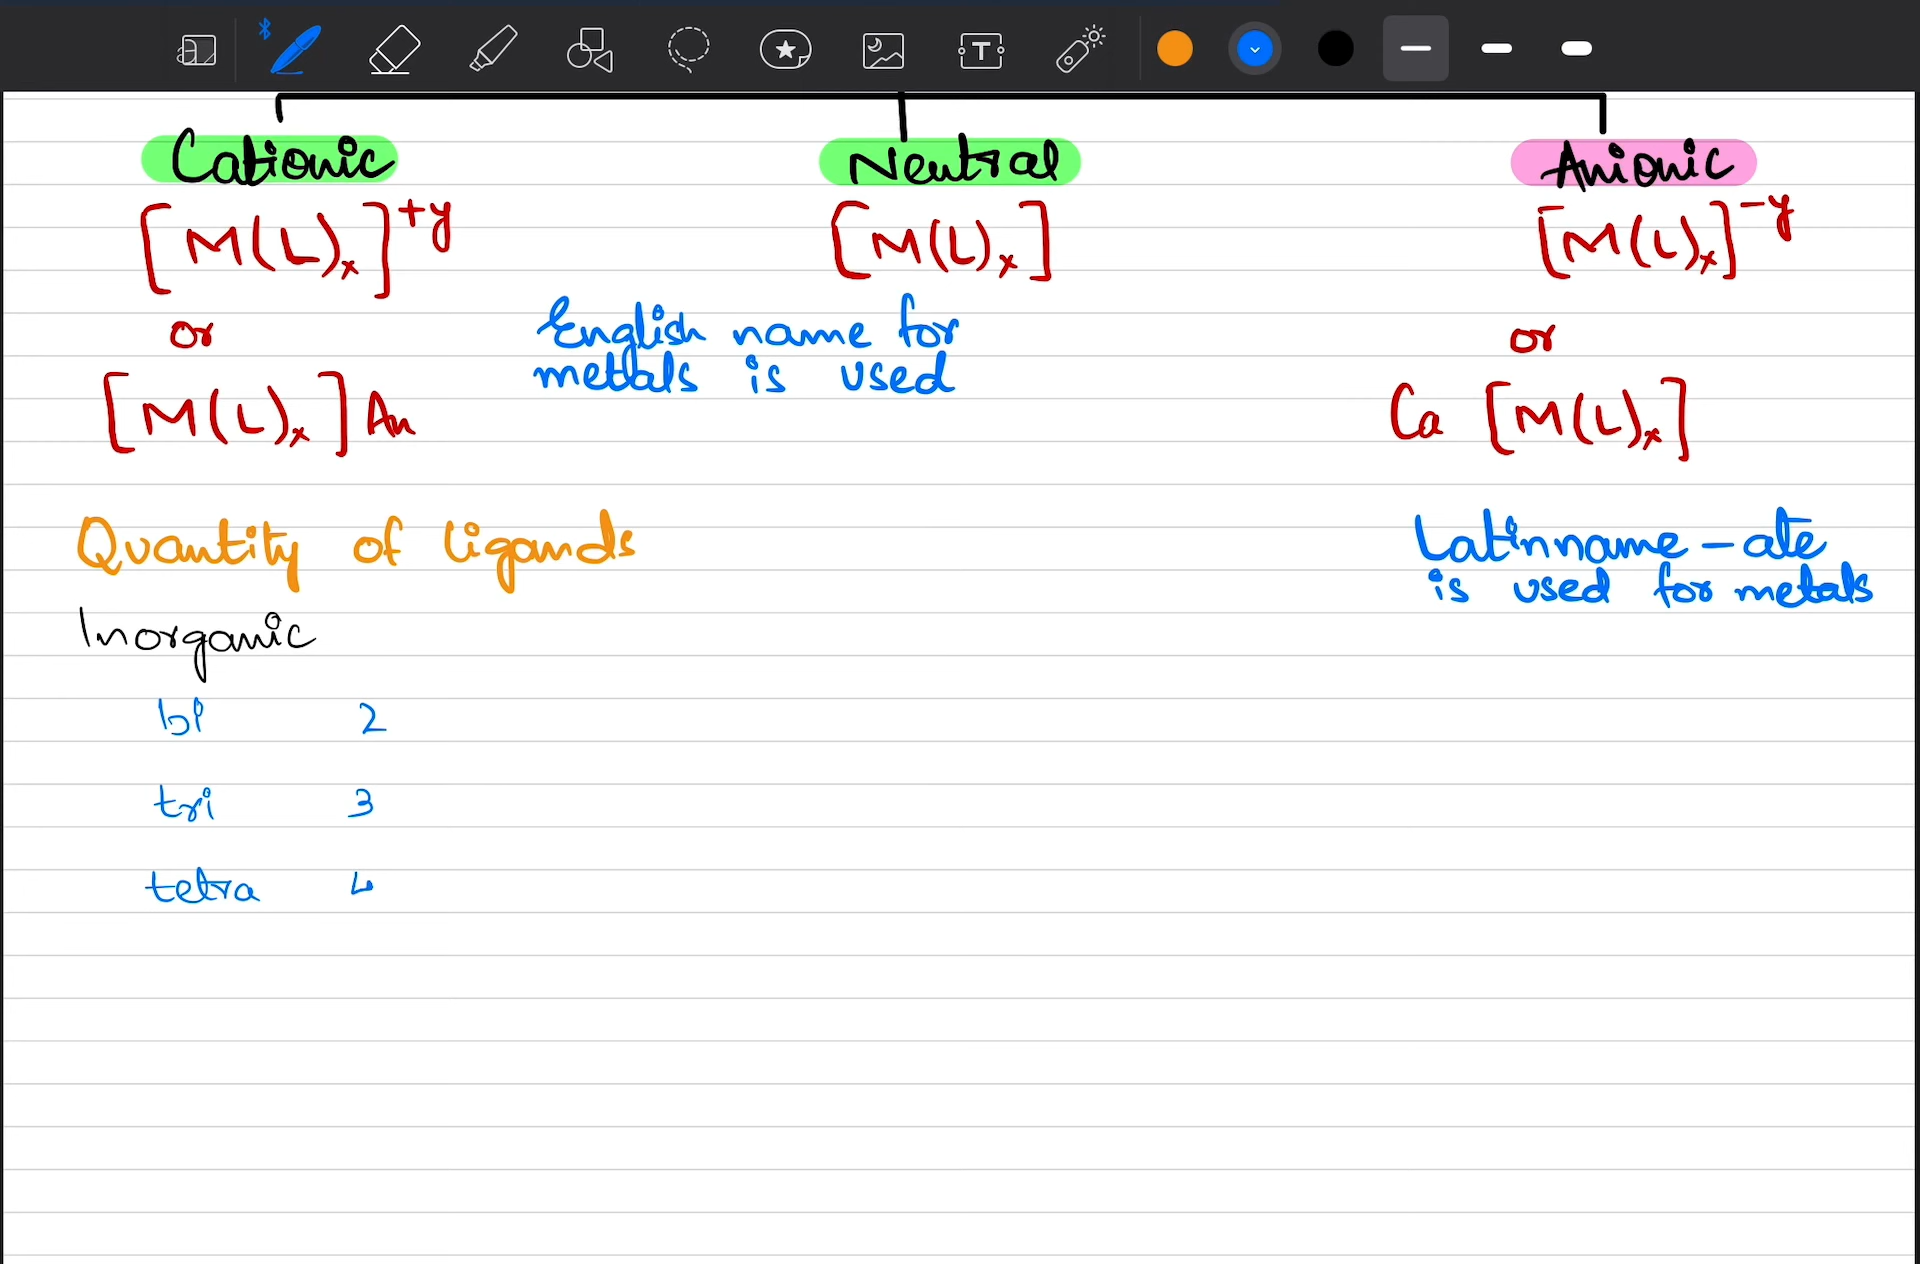 Cationic Neutral Anionic
[M(L)ₓ]⁺ʸ [M(L)ₓ] [M(L)ₓ]⁻ʸ
or English name for or
metals is used
[M(L)ₓ] An Ca [M(L)ₓ]
Quantity of ligands Latin name - ate
is used for metals
Inorganic
bi 2
tri 3
tetra 4